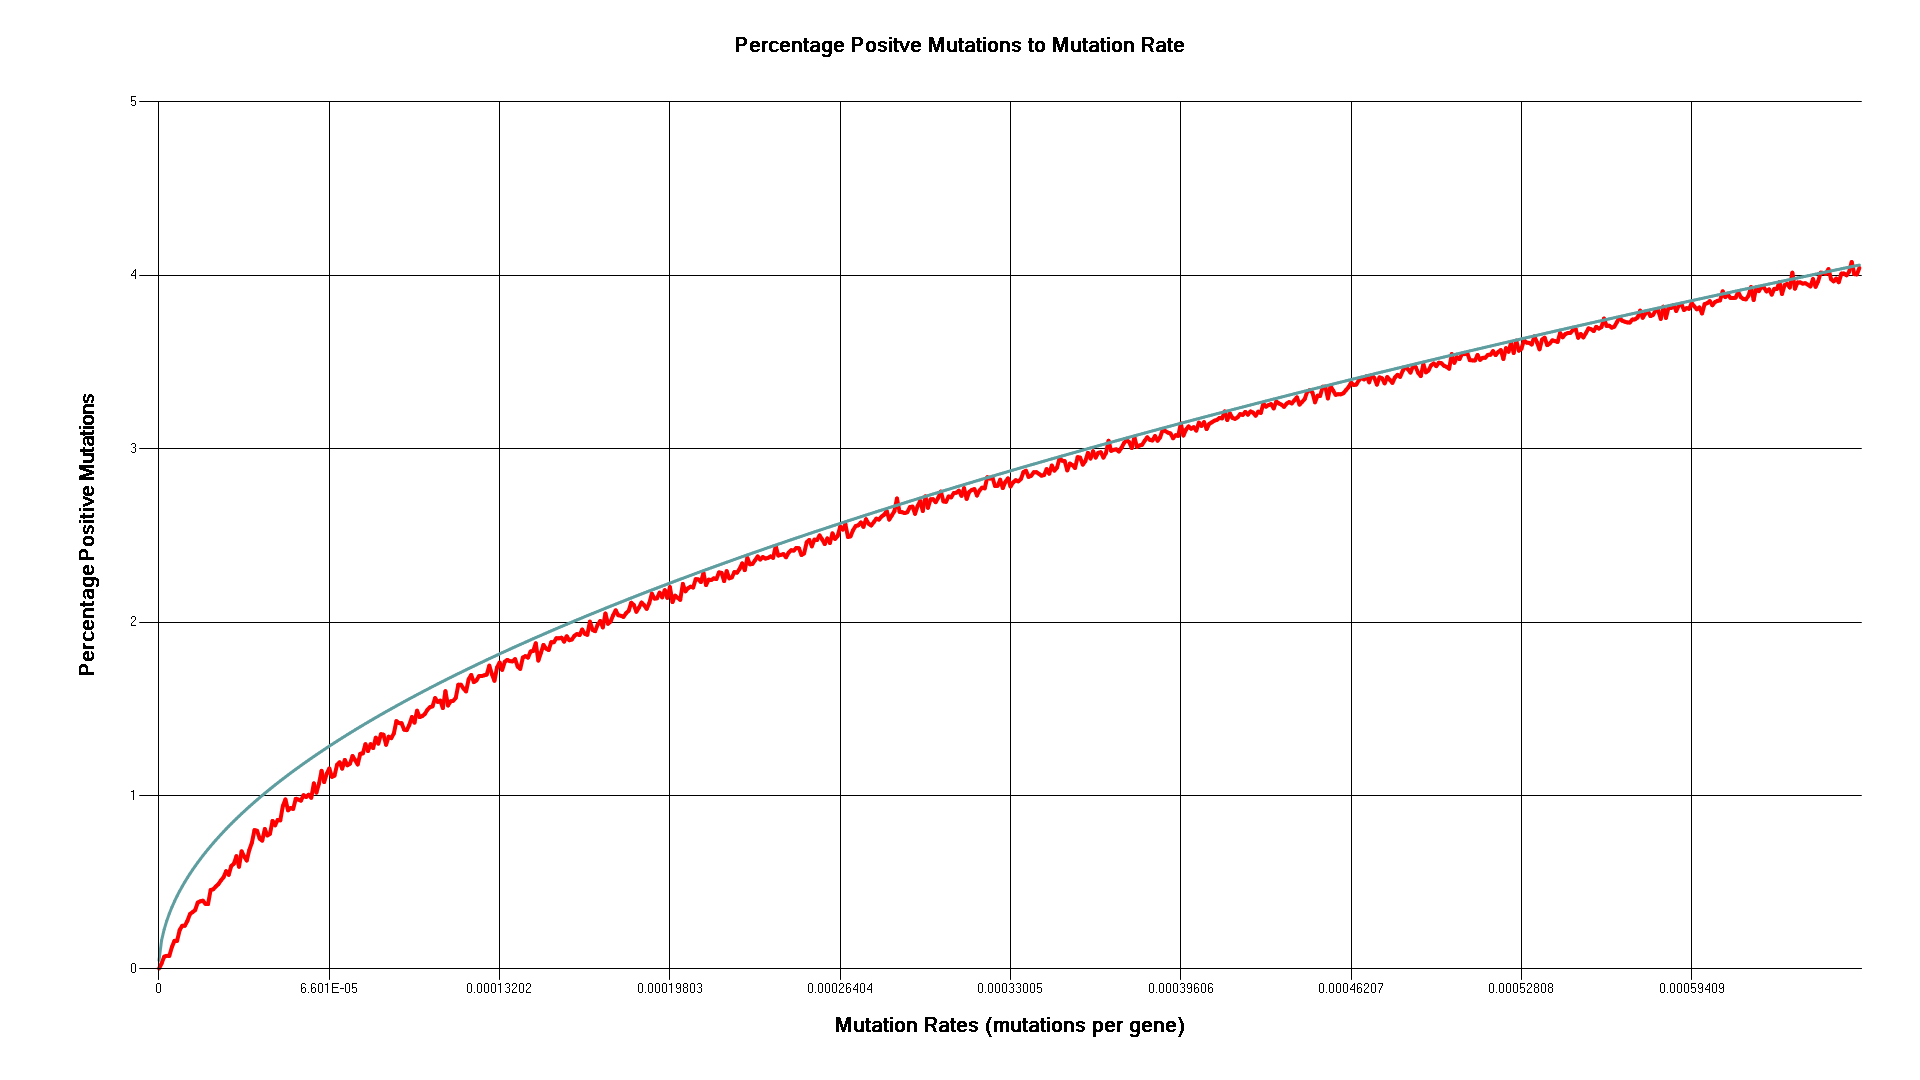 Percentage Positve Mutations to Mutation Rate
5
4
3
2
1
0
Percentage Positive Mutations
0 6.601E-05 0.00013202 0.00019803 0.00026404 0.00033005 0.00039606 0.00046207 0.00052808 0.00059409
Mutation Rates (mutations per gene)